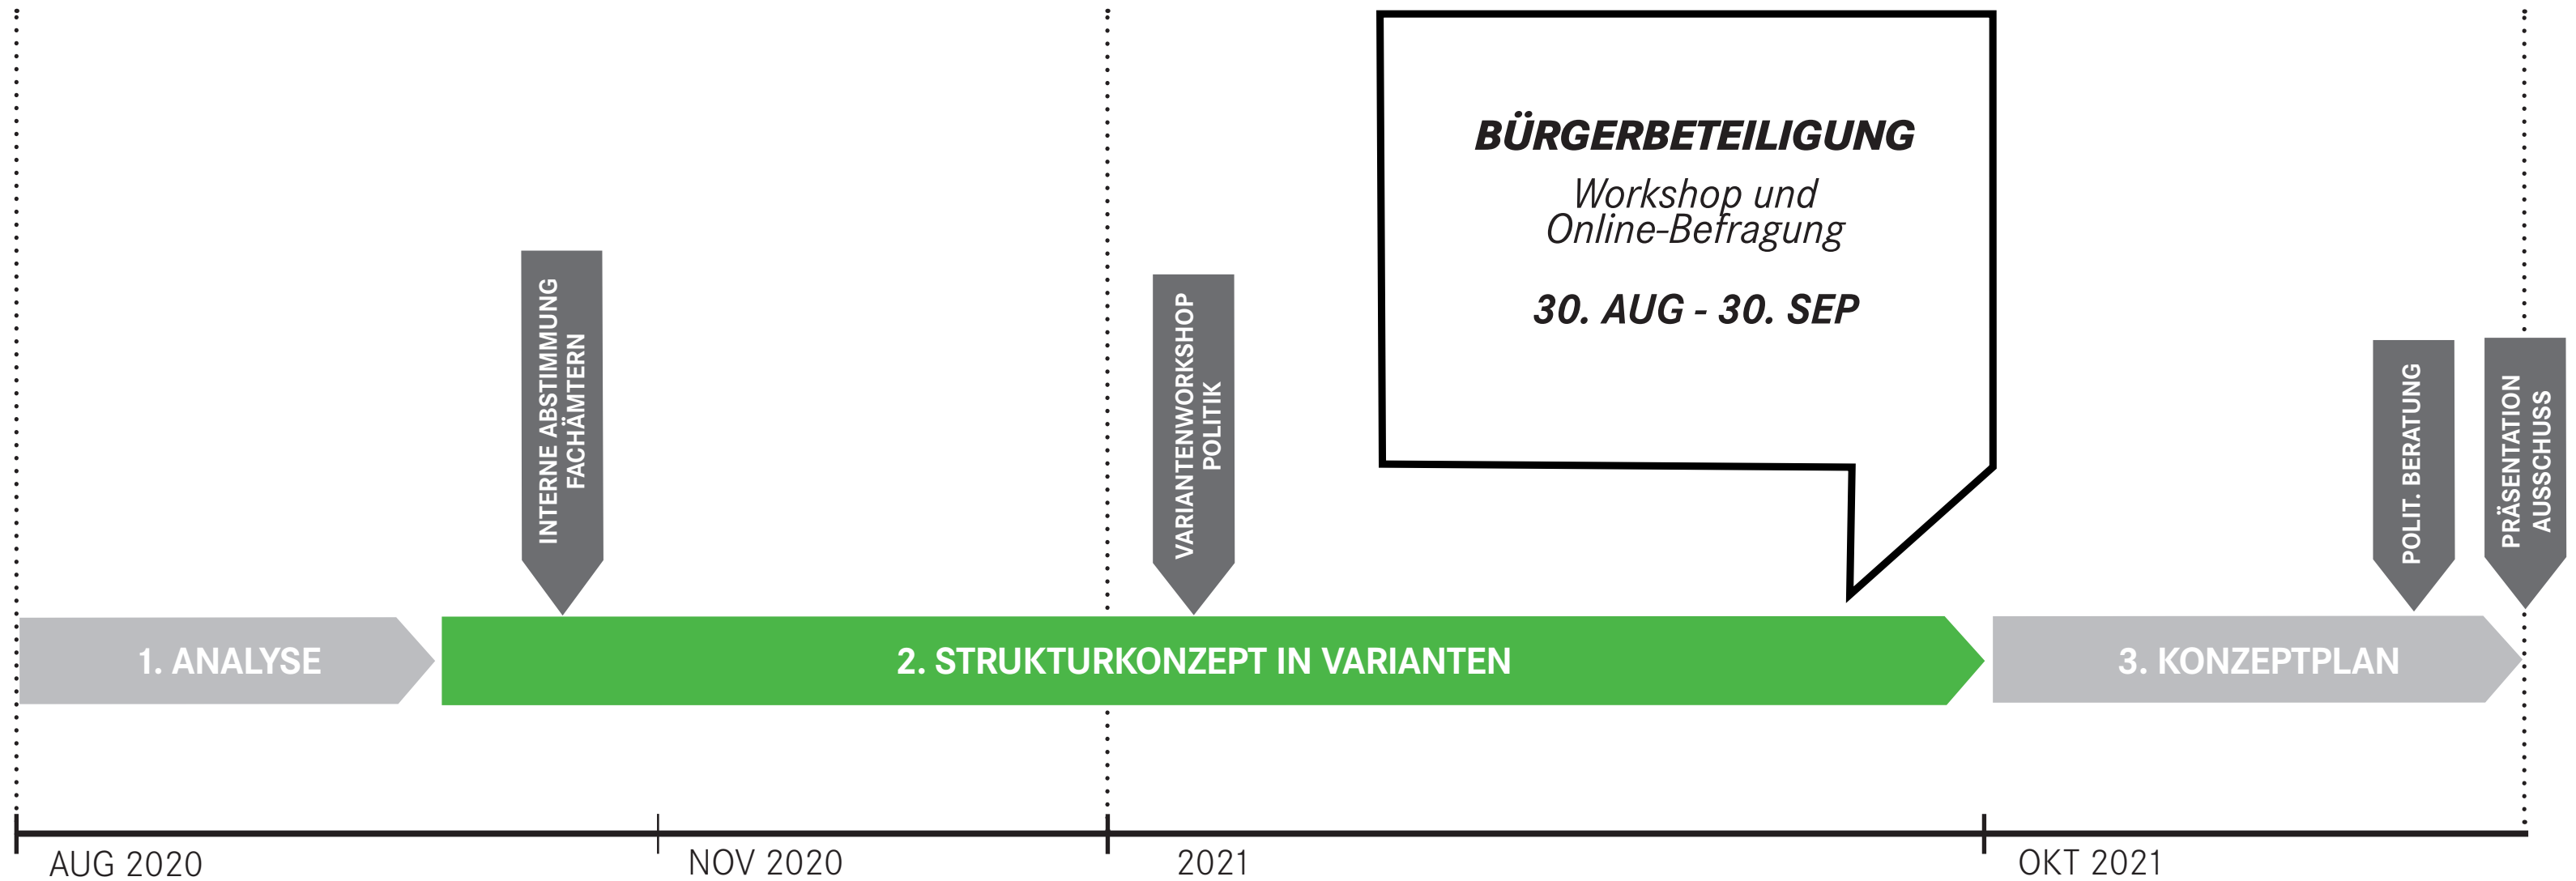 BÜRGERBETEILIGUNG
Workshop und
Online-Befragung
30. AUG - 30. SEP
INTERNE ABSTIMMUNG
FACHÄMTERN
VARIANTENWORKSHOP
POLITIK
POLIT. BERATUNG
PRÄSENTATION
AUSSCHUSS
1. ANALYSE
2. STRUKTURKONZEPT IN VARIANTEN
3. KONZEPTPLAN
AUG 2020
NOV 2020
2021
OKT 2021